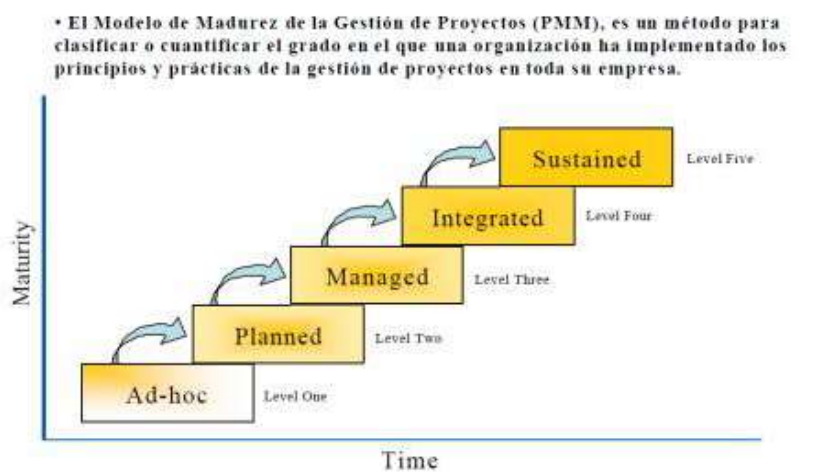 • El Modelo de Madurez de la Gestión de Proyectos (PMM), es un método para
clasificar o cuantificar el grado en el que una organización ha implementado los
principios y prácticas de la gestión de proyectos en toda su empresa.
Sustained
Level Five
Integrated
Level Four
Managed
Level Three
Planned
Level Two
Ad-hoc
Level One
Maturity
Time